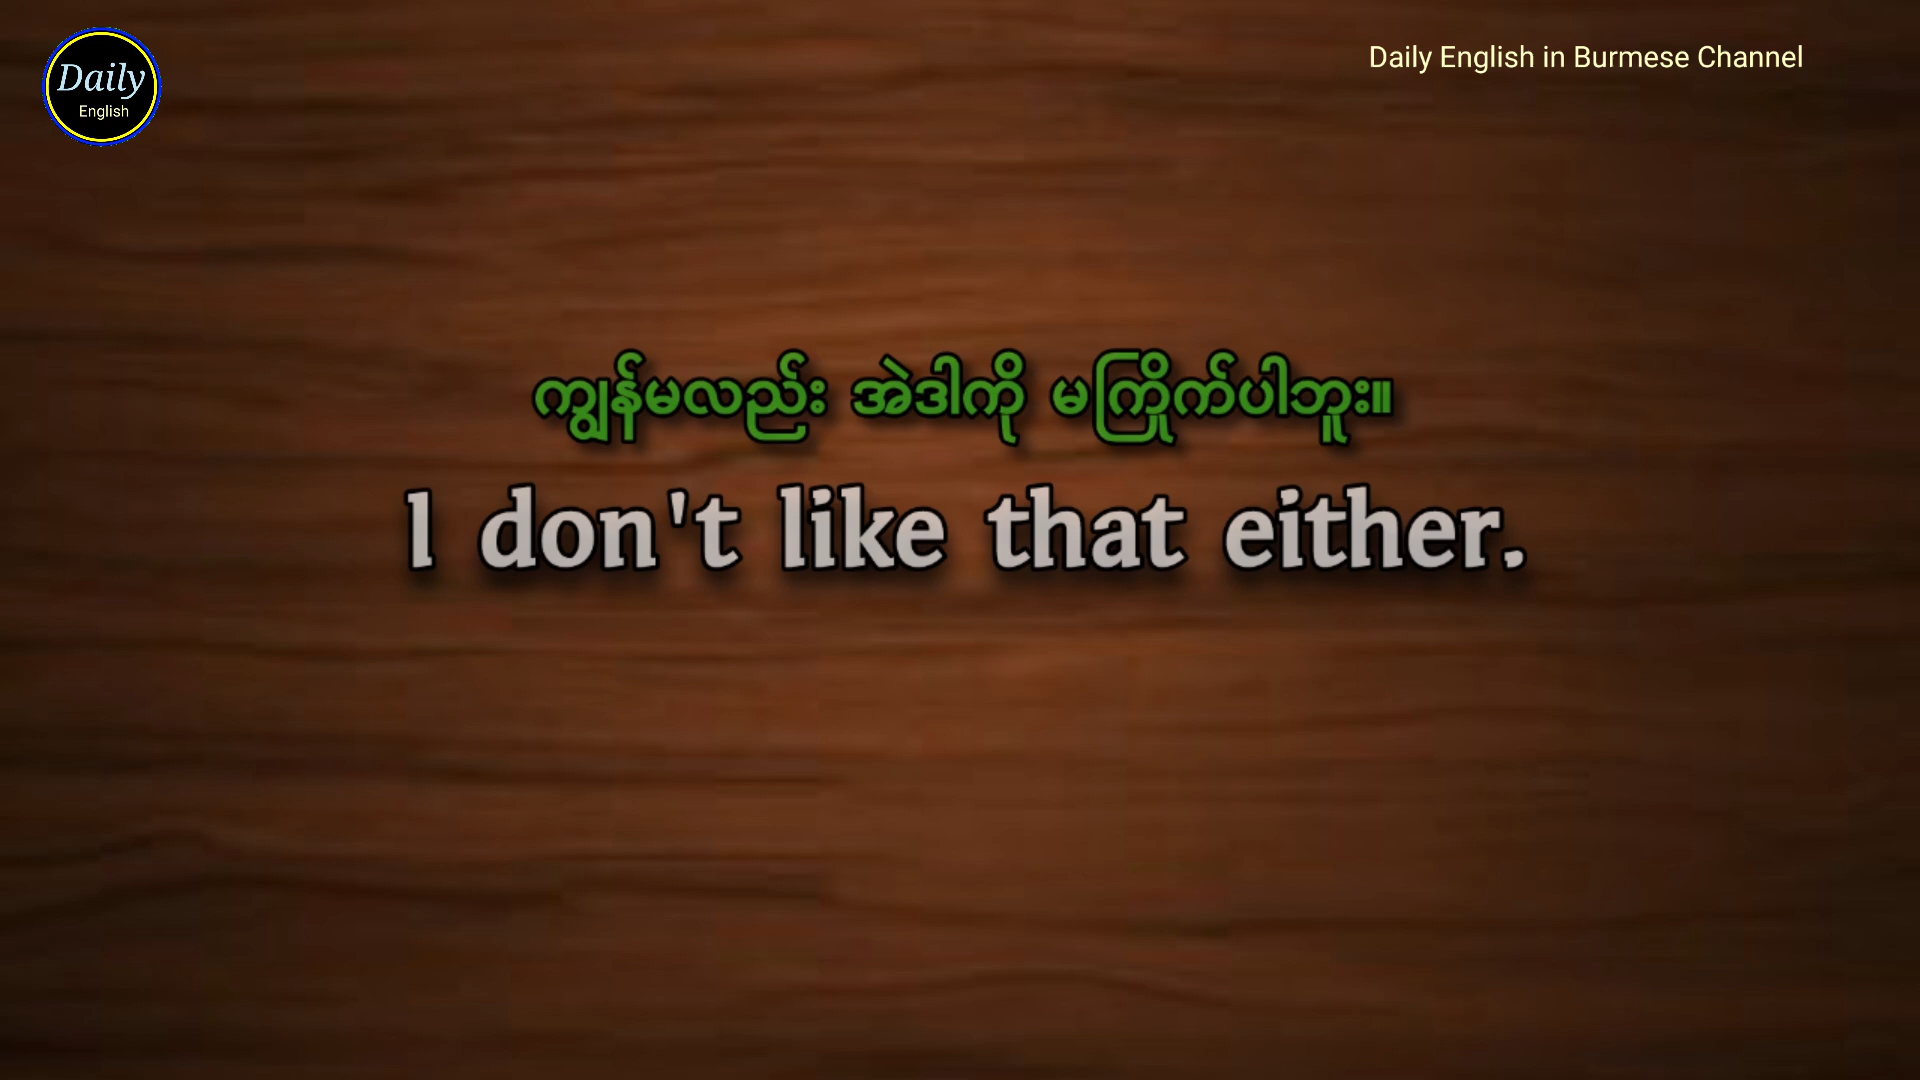 Daily
English
Daily English in Burmese Channel
ကျွန်မလည်း အဲဒါကို မကြိုက်ပါဘူး။
I don't like that either.